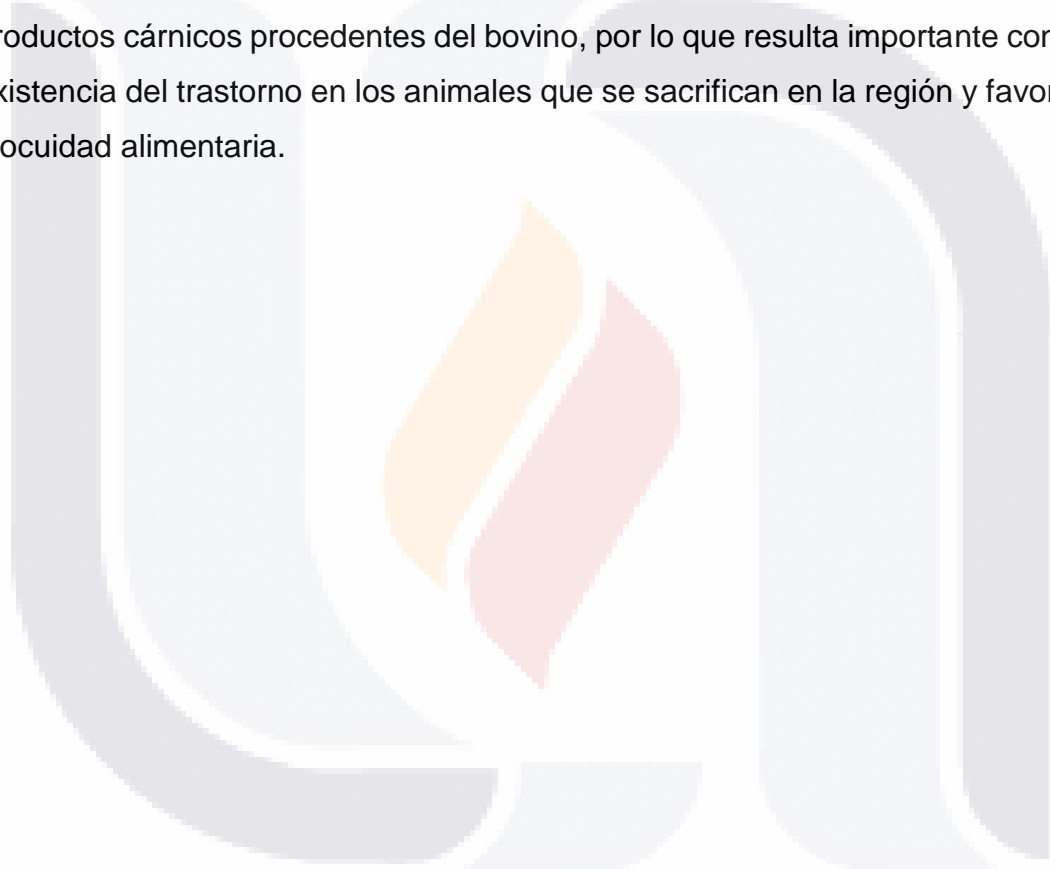 roductos cárnicos procedentes del bovino, por lo que resulta importante con
xistencia del trastorno en los animales que se sacrifican en la región y favor
ocuidad alimentaria.